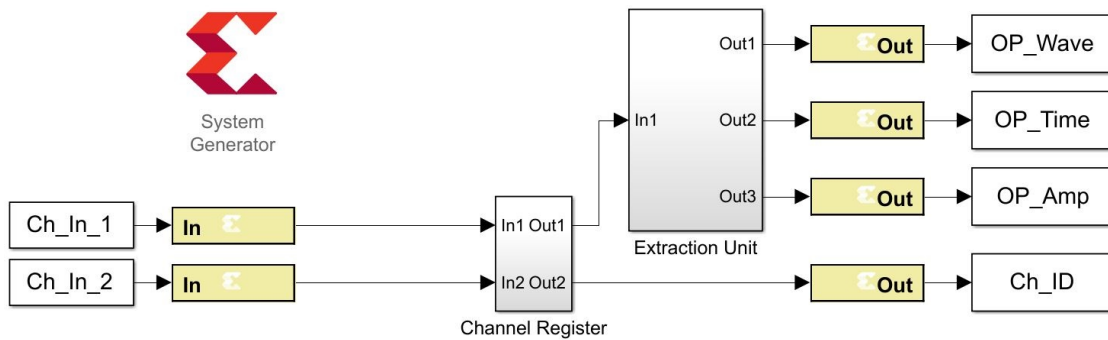 System
Generator
Ch_In_1
In
Ch_In_2
In
In1 Out1
In2 Out2
Channel Register
In1
Out1
Out2
Out3
Extraction Unit
Out
OP_Wave
Out
OP_Time
Out
OP_Amp
Out
Ch_ID